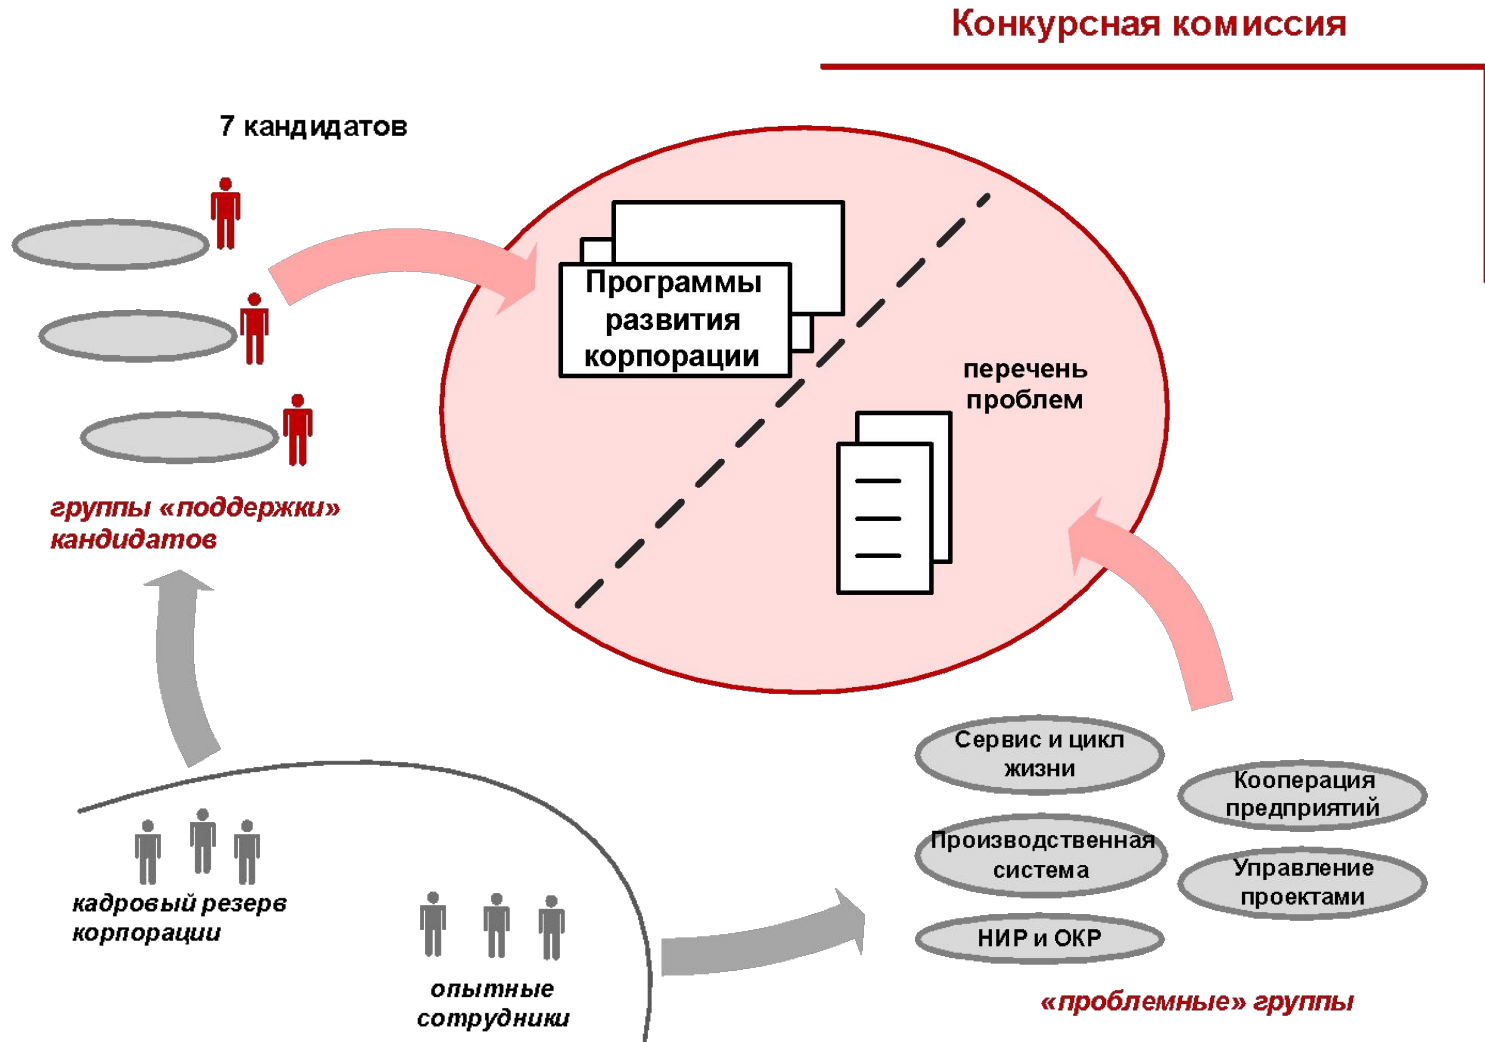 Конкурсная комиссия
7 кандидатов
Программы
развития
корпорации
перечень
проблем
группы «поддержки»
кандидатов
Сервис и цикл
жизни
Кооперация
предприятий
Производственная
система
Управление
проектами
НИР и ОКР
«проблемные» группы
кадровый резерв
корпорации
опытные
сотрудники